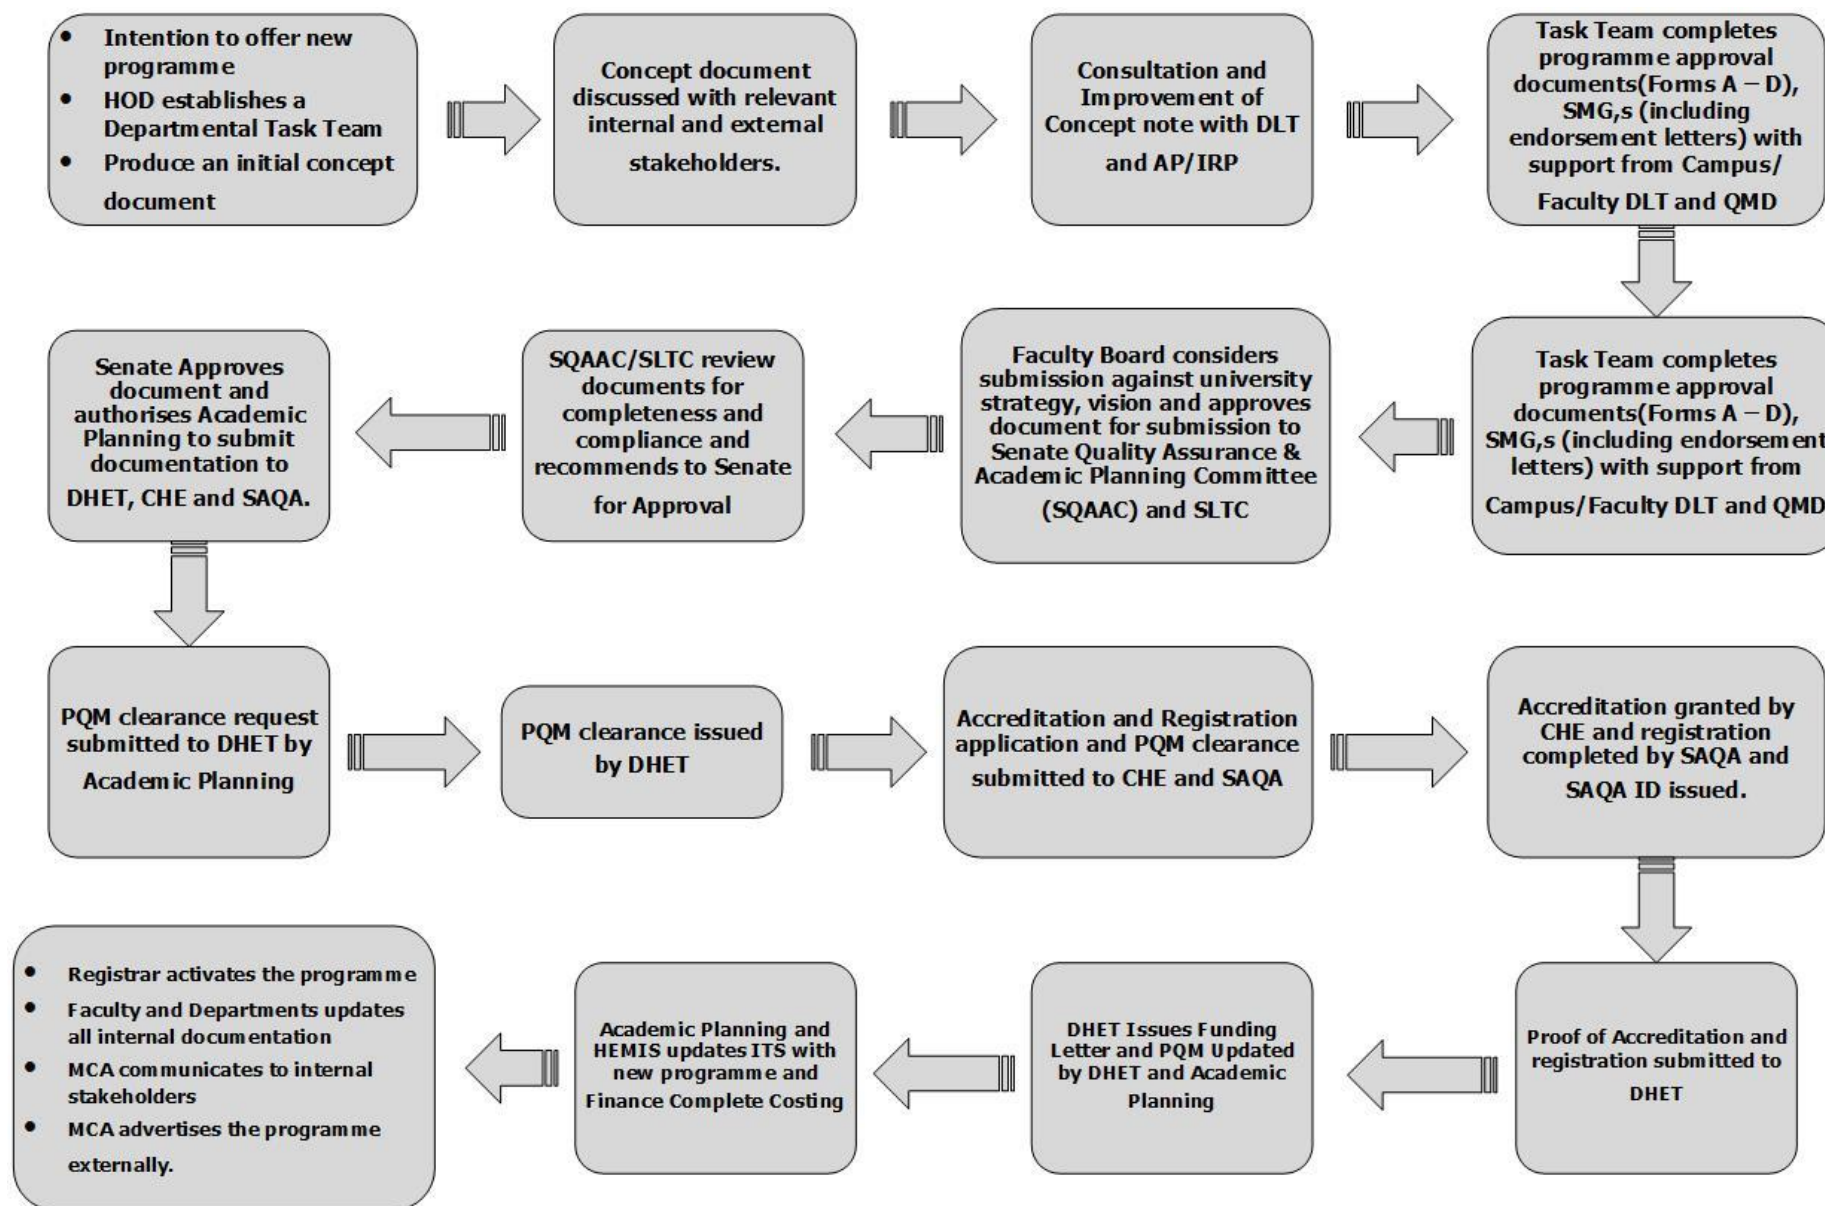 • Intention to offer new
programme
• HOD establishes a
Departmental Task Team
• Produce an initial concept
document
Concept document
discussed with relevant
internal and external
stakeholders.
Consultation and
Improvement of
Concept note with DLT
and AP/IRP
Task Team completes
programme approval
documents(Forms A – D),
SMG,s (including
endorsement letters) with
support from Campus/
Faculty DLT and QMD
Task Team completes
programme approval
documents(Forms A – D),
SMG,s (including endorsement
letters) with support from
Campus/Faculty DLT and QMD
Faculty Board considers
submission against university
strategy, vision and approves
document for submission to
Senate Quality Assurance &
Academic Planning Committee
(SQAAC) and SLTC
SQAAC/SLTC review
documents for
completeness and
compliance and
recommends to Senate
for Approval
Senate Approves
document and
authorises Academic
Planning to submit
documentation to
DHET, CHE and SAQA.
PQM clearance request
submitted to DHET by
Academic Planning
PQM clearance issued
by DHET
Accreditation and Registration
application and PQM clearance
submitted to CHE and SAQA
Accreditation granted by
CHE and registration
completed by SAQA and
SAQA ID issued.
Proof of Accreditation and
registration submitted to
DHET
DHET Issues Funding
Letter and PQM Updated
by DHET and Academic
Planning
Academic Planning and
HEMIS updates ITS with
new programme and
Finance Complete Costing
• Registrar activates the programme
• Faculty and Departments updates
all internal documentation
• MCA communicates to internal
stakeholders
• MCA advertises the programme
externally.